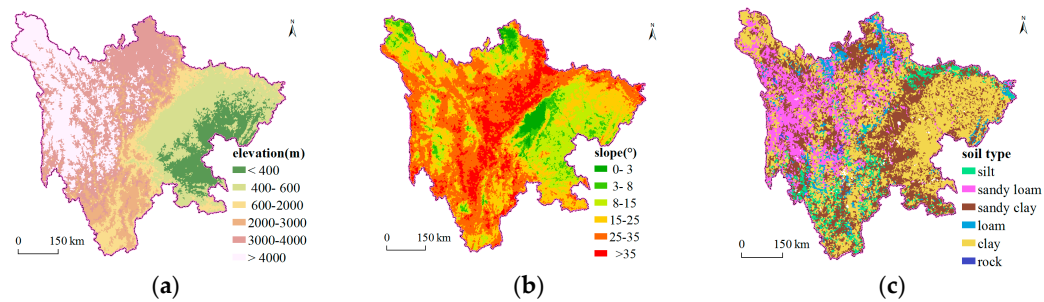 N
elevation(m)
< 400
400- 600
600-2000
2000-3000
3000-4000
> 4000
0 150 km
(a)
N
slope(°)
0- 3
3- 8
8-15
15-25
25-35
>35
0 150 km
(b)
N
soil type
silt
sandy loam
sandy clay
loam
clay
rock
0 150 km
(c)